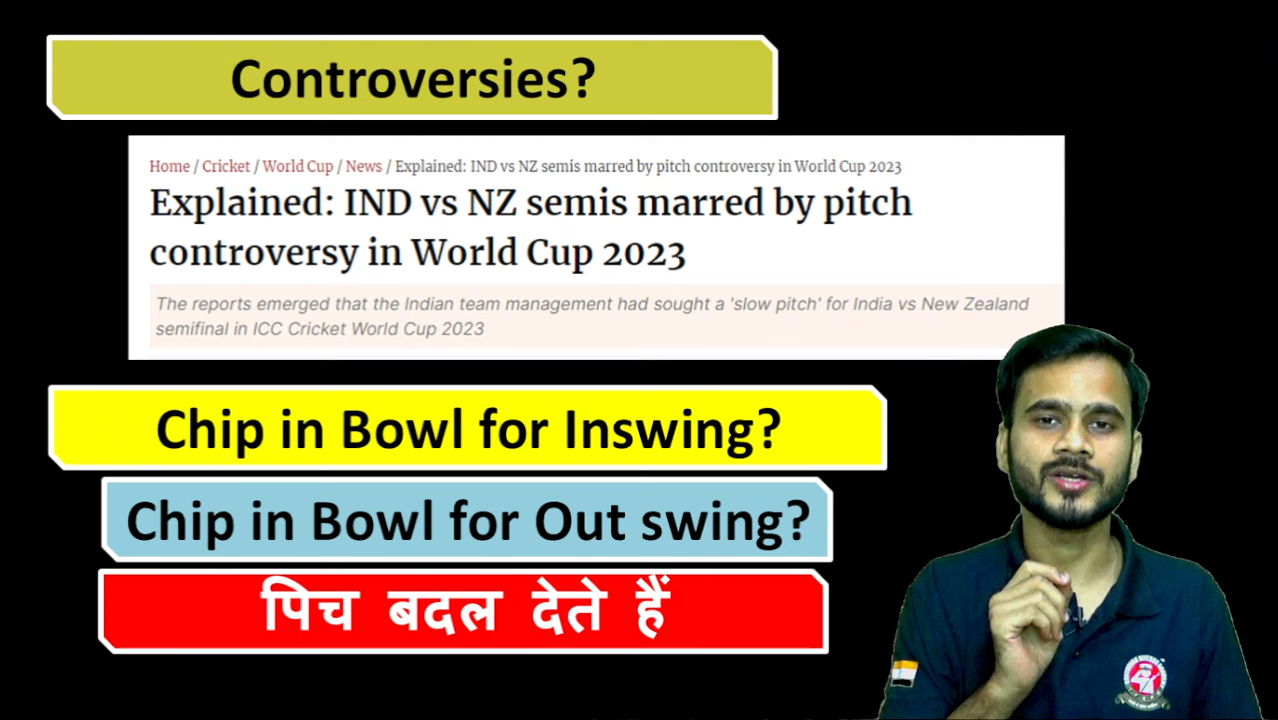 Controversies?
Home / Cricket / World Cup / News / Explained: IND vs NZ semis marred by pitch controversy in World Cup 2023
Explained: IND vs NZ semis marred by pitch
controversy in World Cup 2023
The reports emerged that the Indian team management had sought a 'slow pitch' for India vs New Zealand
semifinal in ICC Cricket World Cup 2023
Chip in Bowl for Inswing?
Chip in Bowl for Out swing?
पिच बदल देते हैं